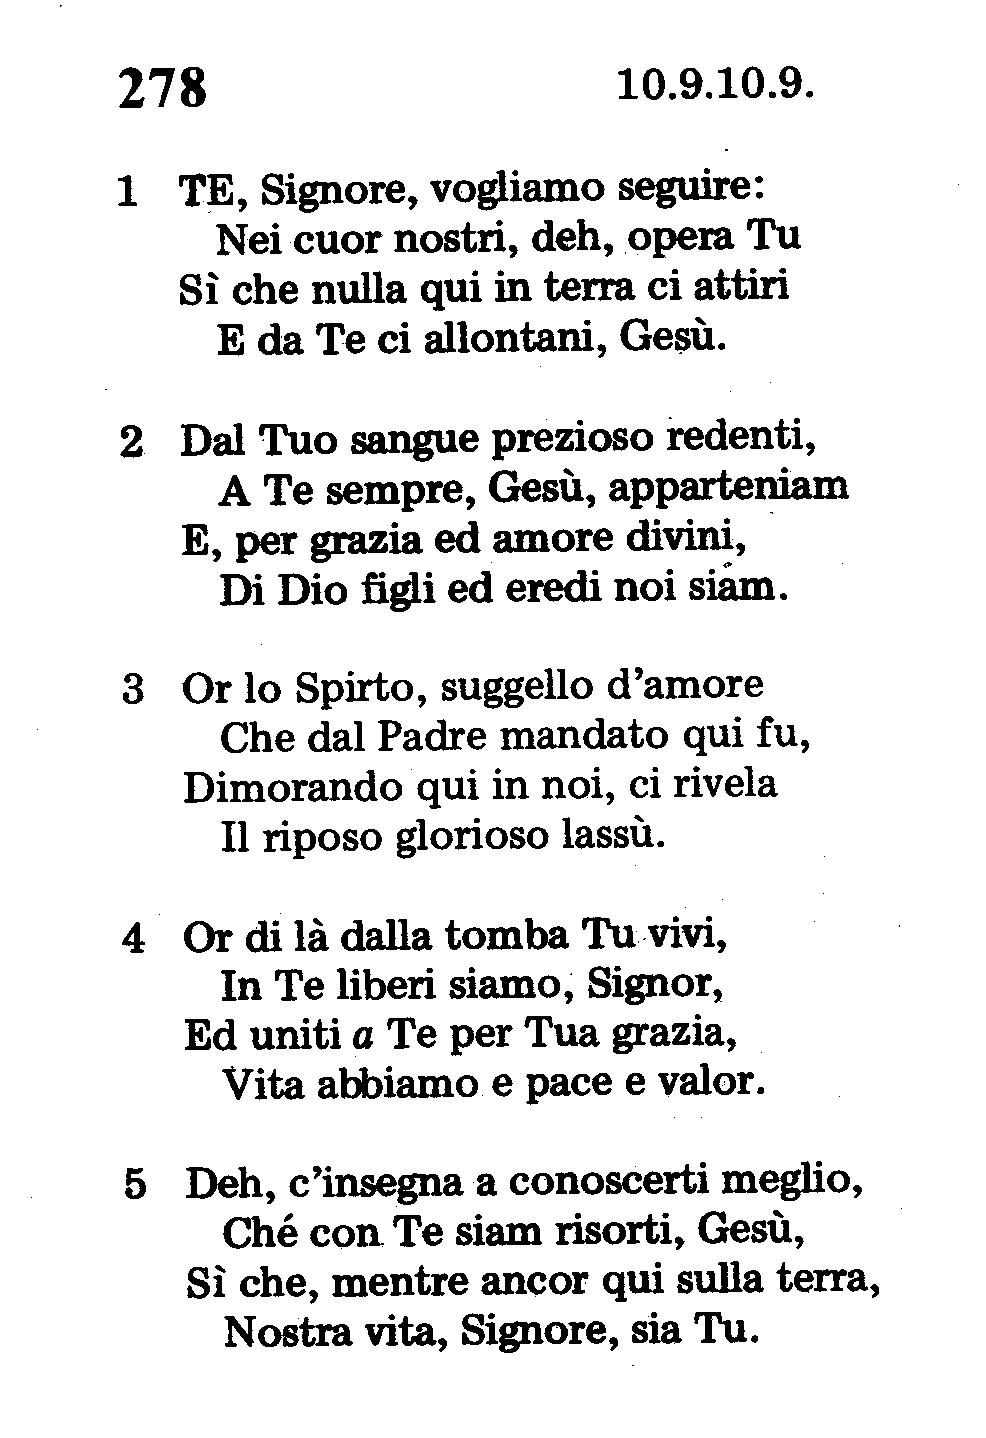 278 10.9.10.9.
1 TE, Signore, vogliamo seguire:
Nei cuor nostri, deh, opera Tu
Sì che nulla qui in terra ci attiri
E da Te ci allontani, Gesù.
2 Dal Tuo sangue prezioso redenti,
A Te sempre, Gesù, apparteniam
E, per grazia ed amore divini,
Di Dio figli ed eredi noi siam.
3 Or lo Spirto, suggello d'amore
Che dal Padre mandato qui fu,
Dimorando qui in noi, ci rivela
Il riposo glorioso lassù.
4 Or di là dalla tomba Tu vivi,
In Te liberi siamo, Signor,
Ed uniti a Te per Tua grazia,
Vita abbiamo e pace e valor.
5 Deh, c'insegna a conoscerti meglio,
Ché con Te siam risorti, Gesù,
Sì che, mentre ancor qui sulla terra,
Nostra vita, Signore, sia Tu.